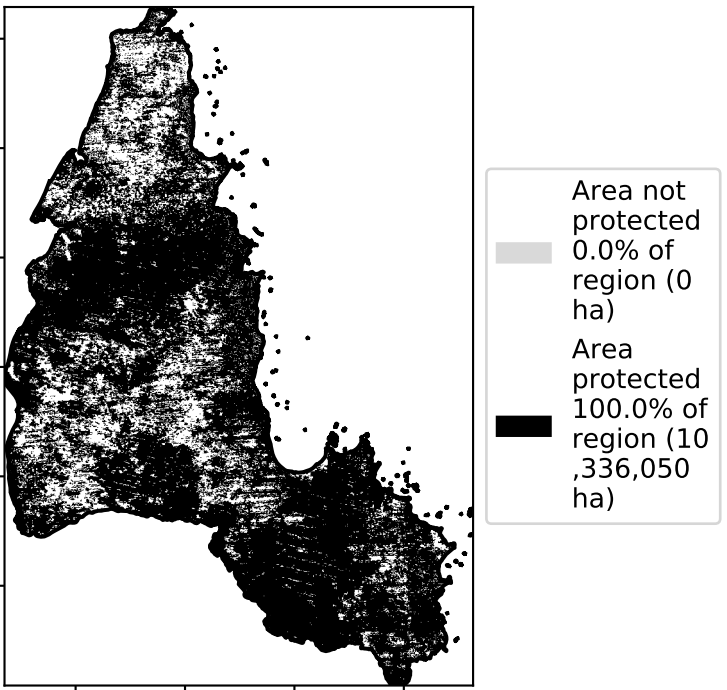 Area not
protected
0.0% of
region (0
ha)
Area
protected
100.0% of
region (10
,336,050
ha)